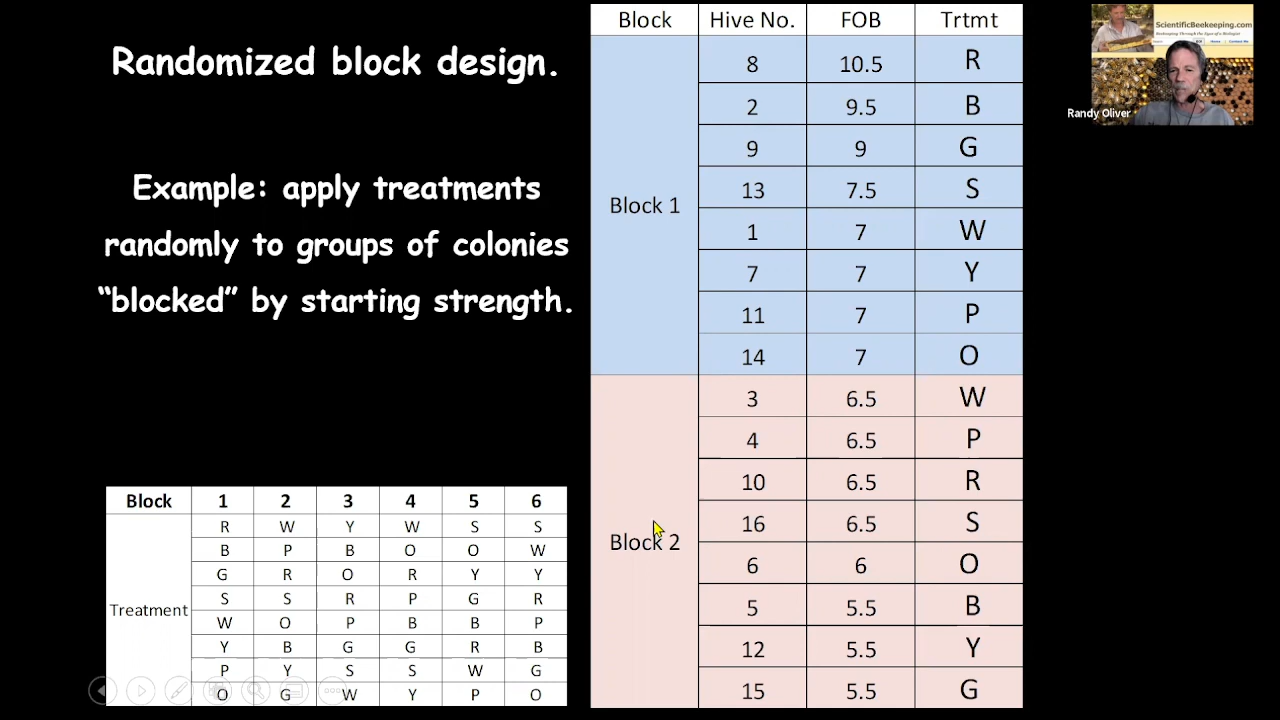 Randomized block design.
Example: apply treatments
randomly to groups of colonies
“blocked” by starting strength.
Block 1 2 3 4 5 6
Treatment
R W Y W S S
B P B O O W
G R O R Y Y
S S R P G R
W O P B B P
Y B G G R B
P Y S S W G
O G W Y P O
Block Hive No. FOB Trtmt
Block 1
8 10.5 R
2 9.5 B
9 9 G
13 7.5 S
1 7 W
7 7 Y
11 7 P
14 7 O
Block 2
3 6.5 W
4 6.5 P
10 6.5 R
16 6.5 S
6 6 O
5 5.5 B
12 5.5 Y
15 5.5 G
ScientificBeekeeping.com
Randy Oliver